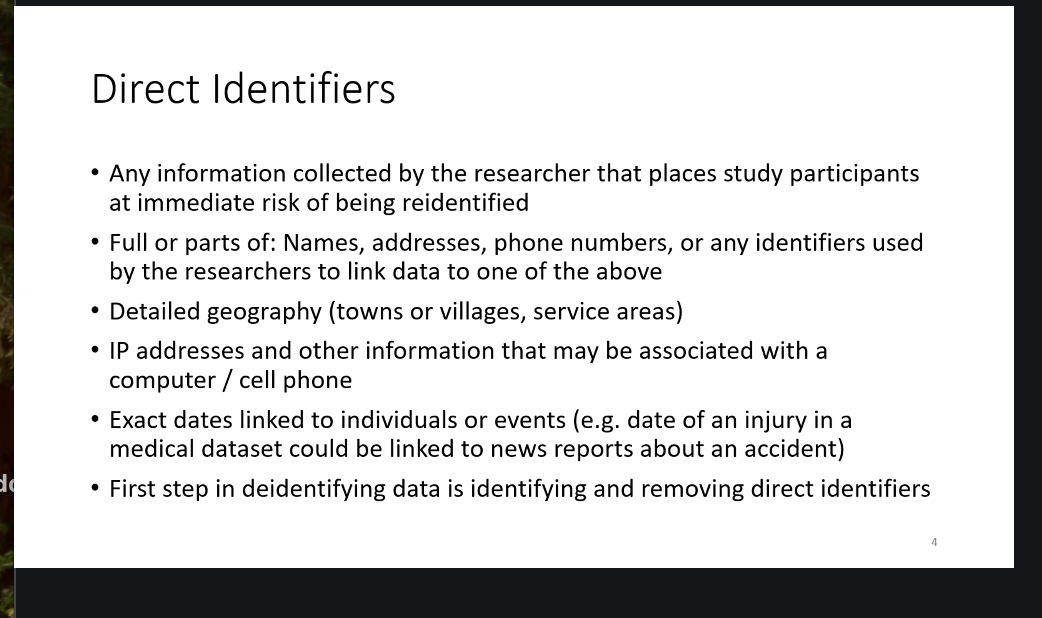 Direct Identifiers
• Any information collected by the researcher that places study participants
at immediate risk of being reidentified
• Full or parts of: Names, addresses, phone numbers, or any identifiers used
by the researchers to link data to one of the above
• Detailed geography (towns or villages, service areas)
• IP addresses and other information that may be associated with a
computer / cell phone
• Exact dates linked to individuals or events (e.g. date of an injury in a
medical dataset could be linked to news reports about an accident)
• First step in deidentifying data is identifying and removing direct identifiers
4